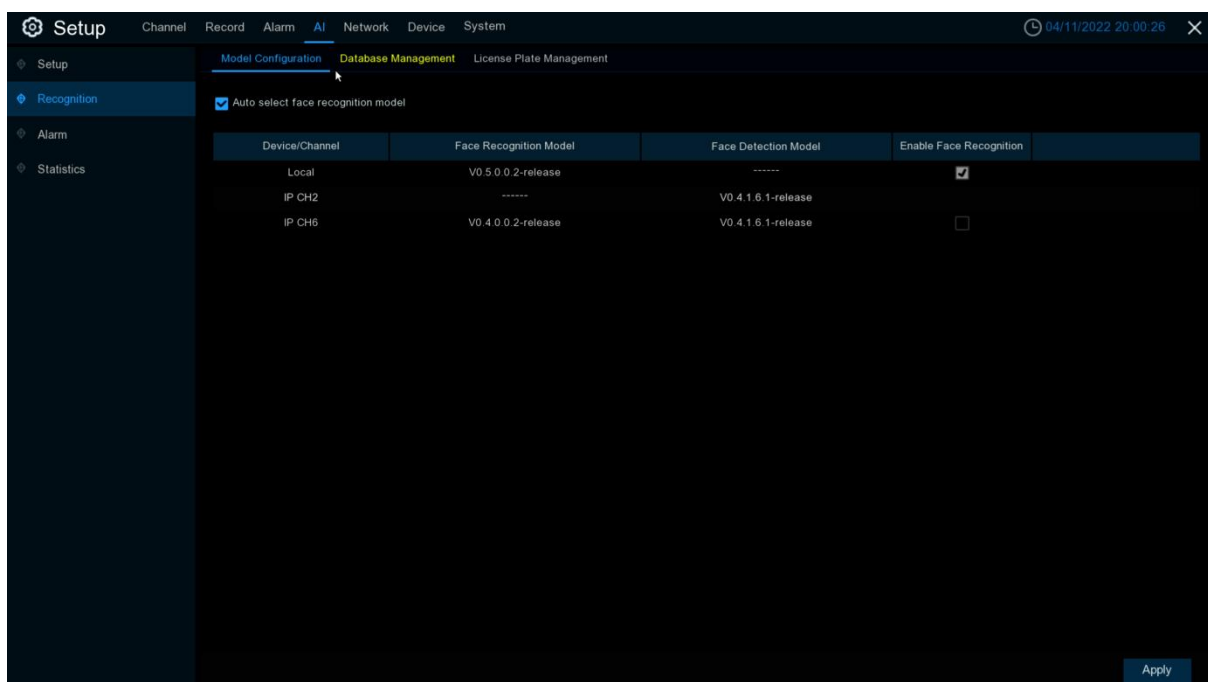 Setup Channel Record Alarm AI Network Device System 04/11/2022 20:00:26
Setup
Recognition
Alarm
Statistics
Model Configuration Database Management License Plate Management
Auto select face recognition model
Device/Channel Face Recognition Model Face Detection Model Enable Face Recognition
Local V0.5.0.0.2-release ------
IP CH2 ------ V0.4.1.6.1-release
IP CH6 V0.4.0.0.2-release V0.4.1.6.1-release
Apply